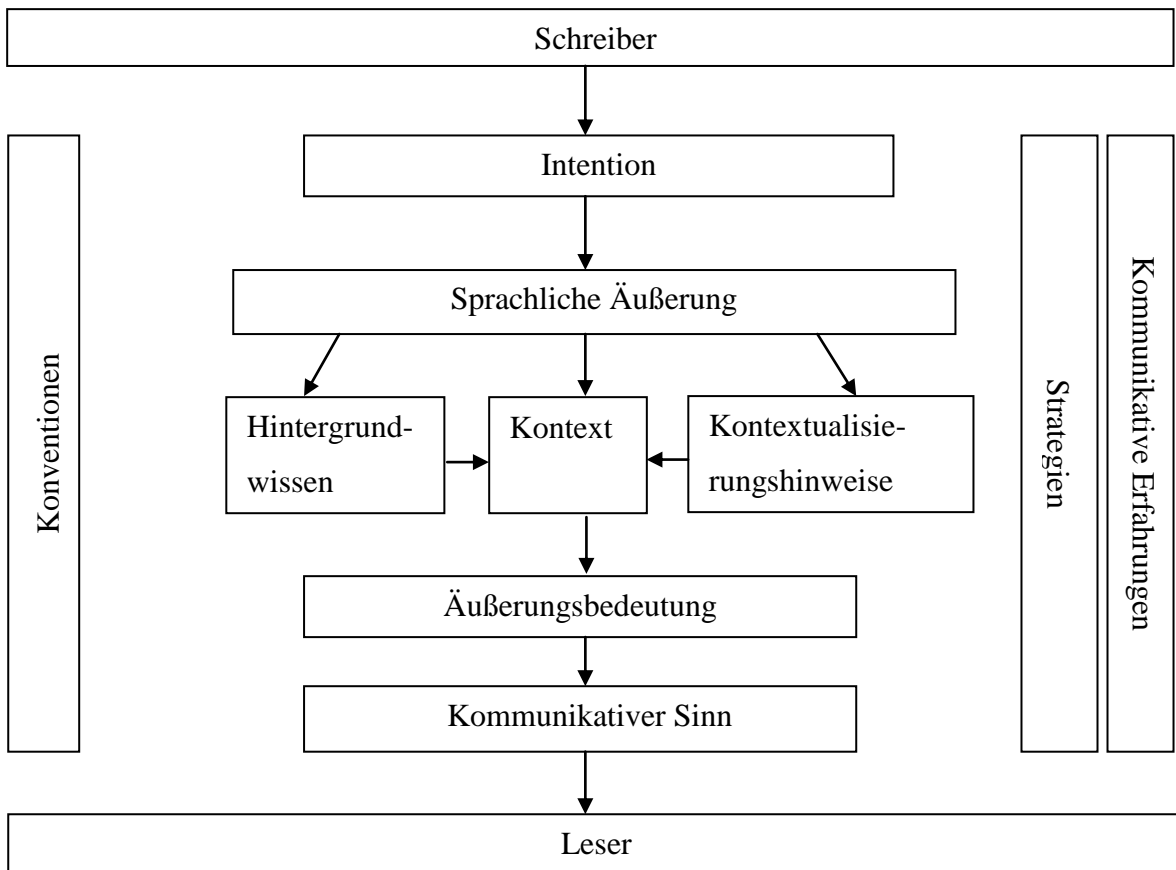 Schreiber
Intention
Sprachliche Äußerung
Hintergrund-
wissen
Kontext
Kontextualisie-
rungshinweise
Äußerungsbedeutung
Kommunikativer Sinn
Konventionen
Strategien
Kommunikative Erfahrungen
Leser